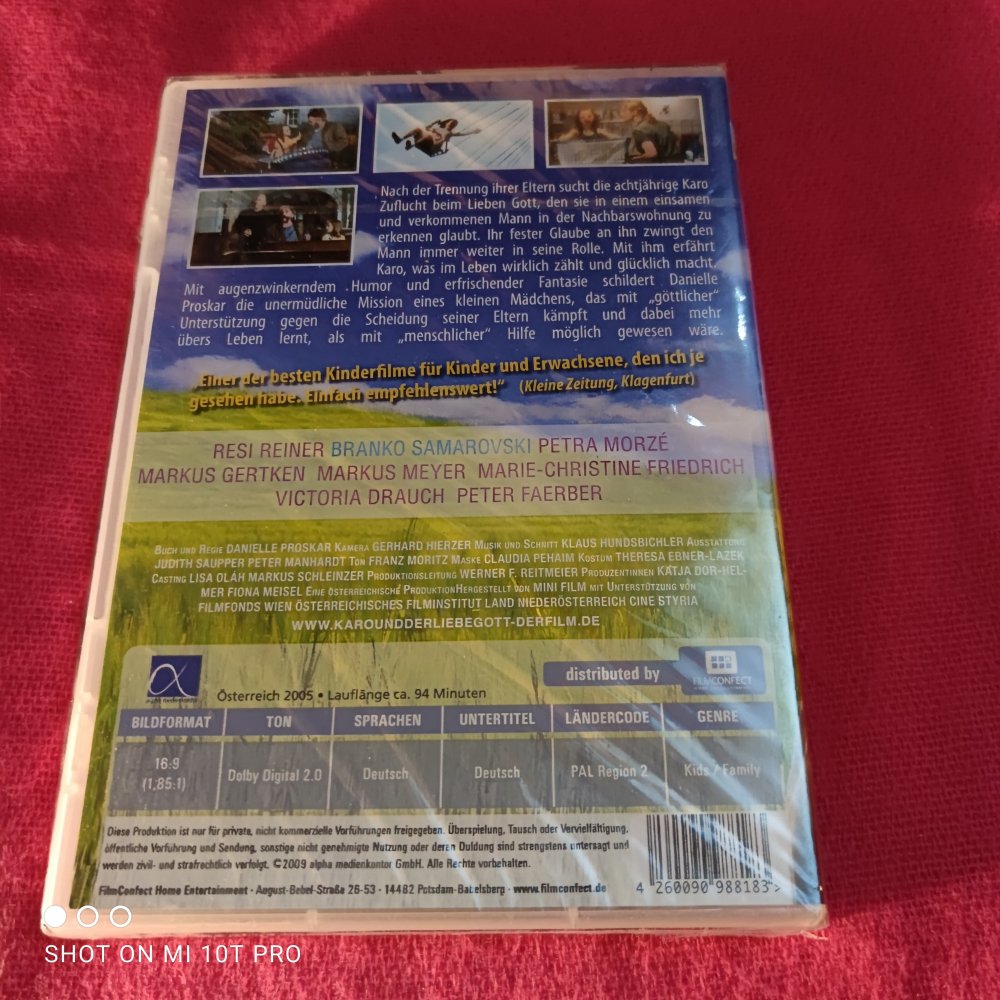 Nach der Trennung ihrer Eltern sucht die achtjährige Karo
Zuflucht beim Lieben Gott, den sie in einem einsamen
und verkommenen Mann in der Nachbarswohnung zu
erkennen glaubt. Ihr fester Glaube an ihn zwingt den
Mann immer weiter in seine Rolle. Mit ihm erfährt
Karo, was im Leben wirklich zählt und glücklich macht.
Mit augenzwinkerndem Humor und erfrischender Fantasie schildert Danielle
Proskar die unermüdliche Mission eines kleinen Mädchens, das mit „göttlicher“
Unterstützung gegen die Scheidung seiner Eltern kämpft und dabei mehr
übers Leben lernt, als mit „menschlicher“ Hilfe möglich gewesen wäre.
„Einer der besten Kinderfilme für Kinder und Erwachsene, den ich je
gesehen habe. Einfach empfehlenswert!“ (Kleine Zeitung, Klagenfurt)
RESI REINER BRANKO SAMAROVSKI PETRA MORZÉ
MARKUS GERTKEN MARKUS MEYER MARIE-CHRISTINE FRIEDRICH
VICTORIA DRAUCH PETER FAERBER
BUCH UND REGIE DANIELLE PROSKAR KAMERA GERHARD HIERZER MUSIK UND SCHNITT KLAUS HUNDSBICHLER AUSSTATTUNG
JUDITH SAUPPER PETER MANHARDT TON FRANZ MORITZ MASKE CLAUDIA PEHAIM KOSTÜM THERESA EBNER-LAZEK
CASTING LISA OLÁH MARKUS SCHLEINZER PRODUKTIONSLEITUNG WERNER F. REITMEIER PRODUZENTINNEN KATJA DOR-HEL-
MER FIONA MEISEL EINE ÖSTERREICHISCHE PRODUKTIONHERGESTELLT VON MINI FILM MIT UNTERSTÜTZUNG VON
FILMFONDS WIEN ÖSTERREICHISCHES FILMINSTITUT LAND NIEDERÖSTERREICH CINE STYRIA
WWW.KAROUNDDERLIEBEGOTT-DERFILM.DE
distributed by
FILMCONFECT
Österreich 2005 • Lauflänge ca. 94 Minuten
BILDFORMAT TON SPRACHEN UNTERTITEL LÄNDERCODE GENRE
16:9
(1,85:1) Dolby Digital 2.0 Deutsch Deutsch PAL Region 2 Kids / Family
Diese Produktion ist nur für private, nicht kommerzielle Vorführungen freigegeben. Überspielung, Tausch oder Vervielfältigung,
öffentliche Vorführung und Sendung, sonstige nicht genehmigte Nutzung oder deren Duldung sind strengstens untersagt und
werden zivil- und strafrechtlich verfolgt. ©2009 alpha medienkontor GmbH. Alle Rechte vorbehalten.
FilmConfect Home Entertainment · August-Bebel-Straße 26-53 · 14482 Potsdam-Babelsberg · www.filmconfect.de
4 260090 988183 >
SHOT ON MI 10T PRO